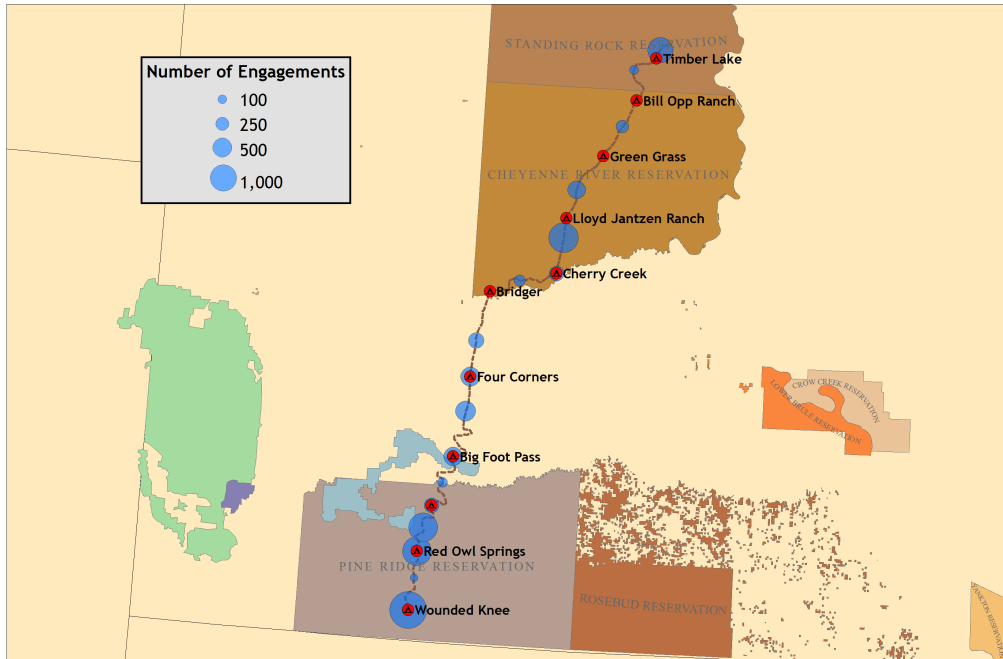 STANDING ROCK RESERVATION
Timber Lake
Number of Engagements
100
250
500
1,000
Bill Opp Ranch
Green Grass
CHEYENNE RIVER RESERVATION
Lloyd Jantzen Ranch
Cherry Creek
Bridger
Four Corners
CROW CREEK RESERVATION
LOWER BRULE RESERVATION
Big Foot Pass
Red Owl Springs
PINE RIDGE RESERVATION
ROSEBUD RESERVATION
Wounded Knee
YANKTON RESERVATION